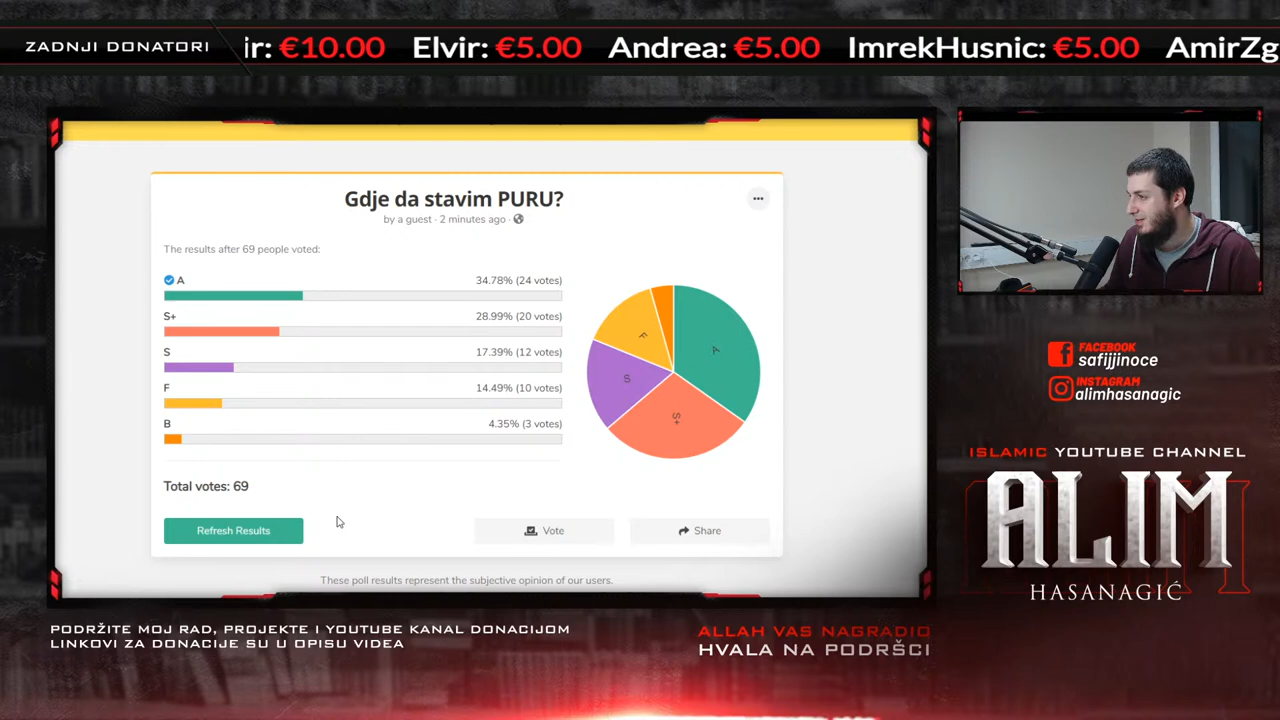 ZADNJI DONATORI
ir: €10.00 Elvir: €5.00 Andrea: €5.00 ImrekHusnic: €5.00 AmirZg
Gdje da stavim PURU?
by a guest · 2 minutes ago ·
The results after 69 people voted:
A 34.78% (24 votes)
S+ 28.99% (20 votes)
S 17.39% (12 votes)
F 14.49% (10 votes)
B 4.35% (3 votes)
A
S+
S
F
Total votes: 69
Refresh Results
Vote
Share
These poll results represent the subjective opinion of our users.
FACEBOOK
safijjinoce
INSTAGRAM
alimhasanagic
ISLAMIC YOUTUBE CHANNEL
ALIM
HASANAGIĆ
PODRŽITE MOJ RAD, PROJEKTE I YOUTUBE KANAL DONACIJOM
LINKOVI ZA DONACIJE SU U OPISU VIDEA
ALLAH VAS NAGRADIO
HVALA NA PODRŠCI